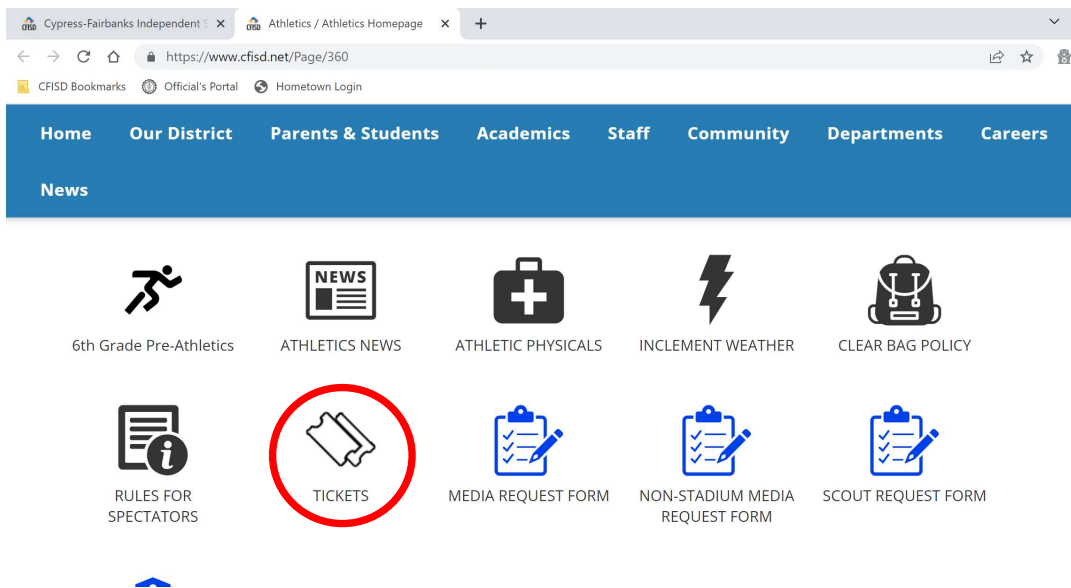 Cypress-Fairbanks Independent S
Athletics / Athletics Homepage
https://www.cfisd.net/Page/360
CFISD Bookmarks Official's Portal Hometown Login
Home Our District Parents & Students Academics Staff Community Departments Careers
News
NEWS
6th Grade Pre-Athletics ATHLETICS NEWS ATHLETIC PHYSICALS INCLEMENT WEATHER CLEAR BAG POLICY
RULES FOR
SPECTATORS
TICKETS
MEDIA REQUEST FORM
NON-STADIUM MEDIA
REQUEST FORM
SCOUT REQUEST FORM